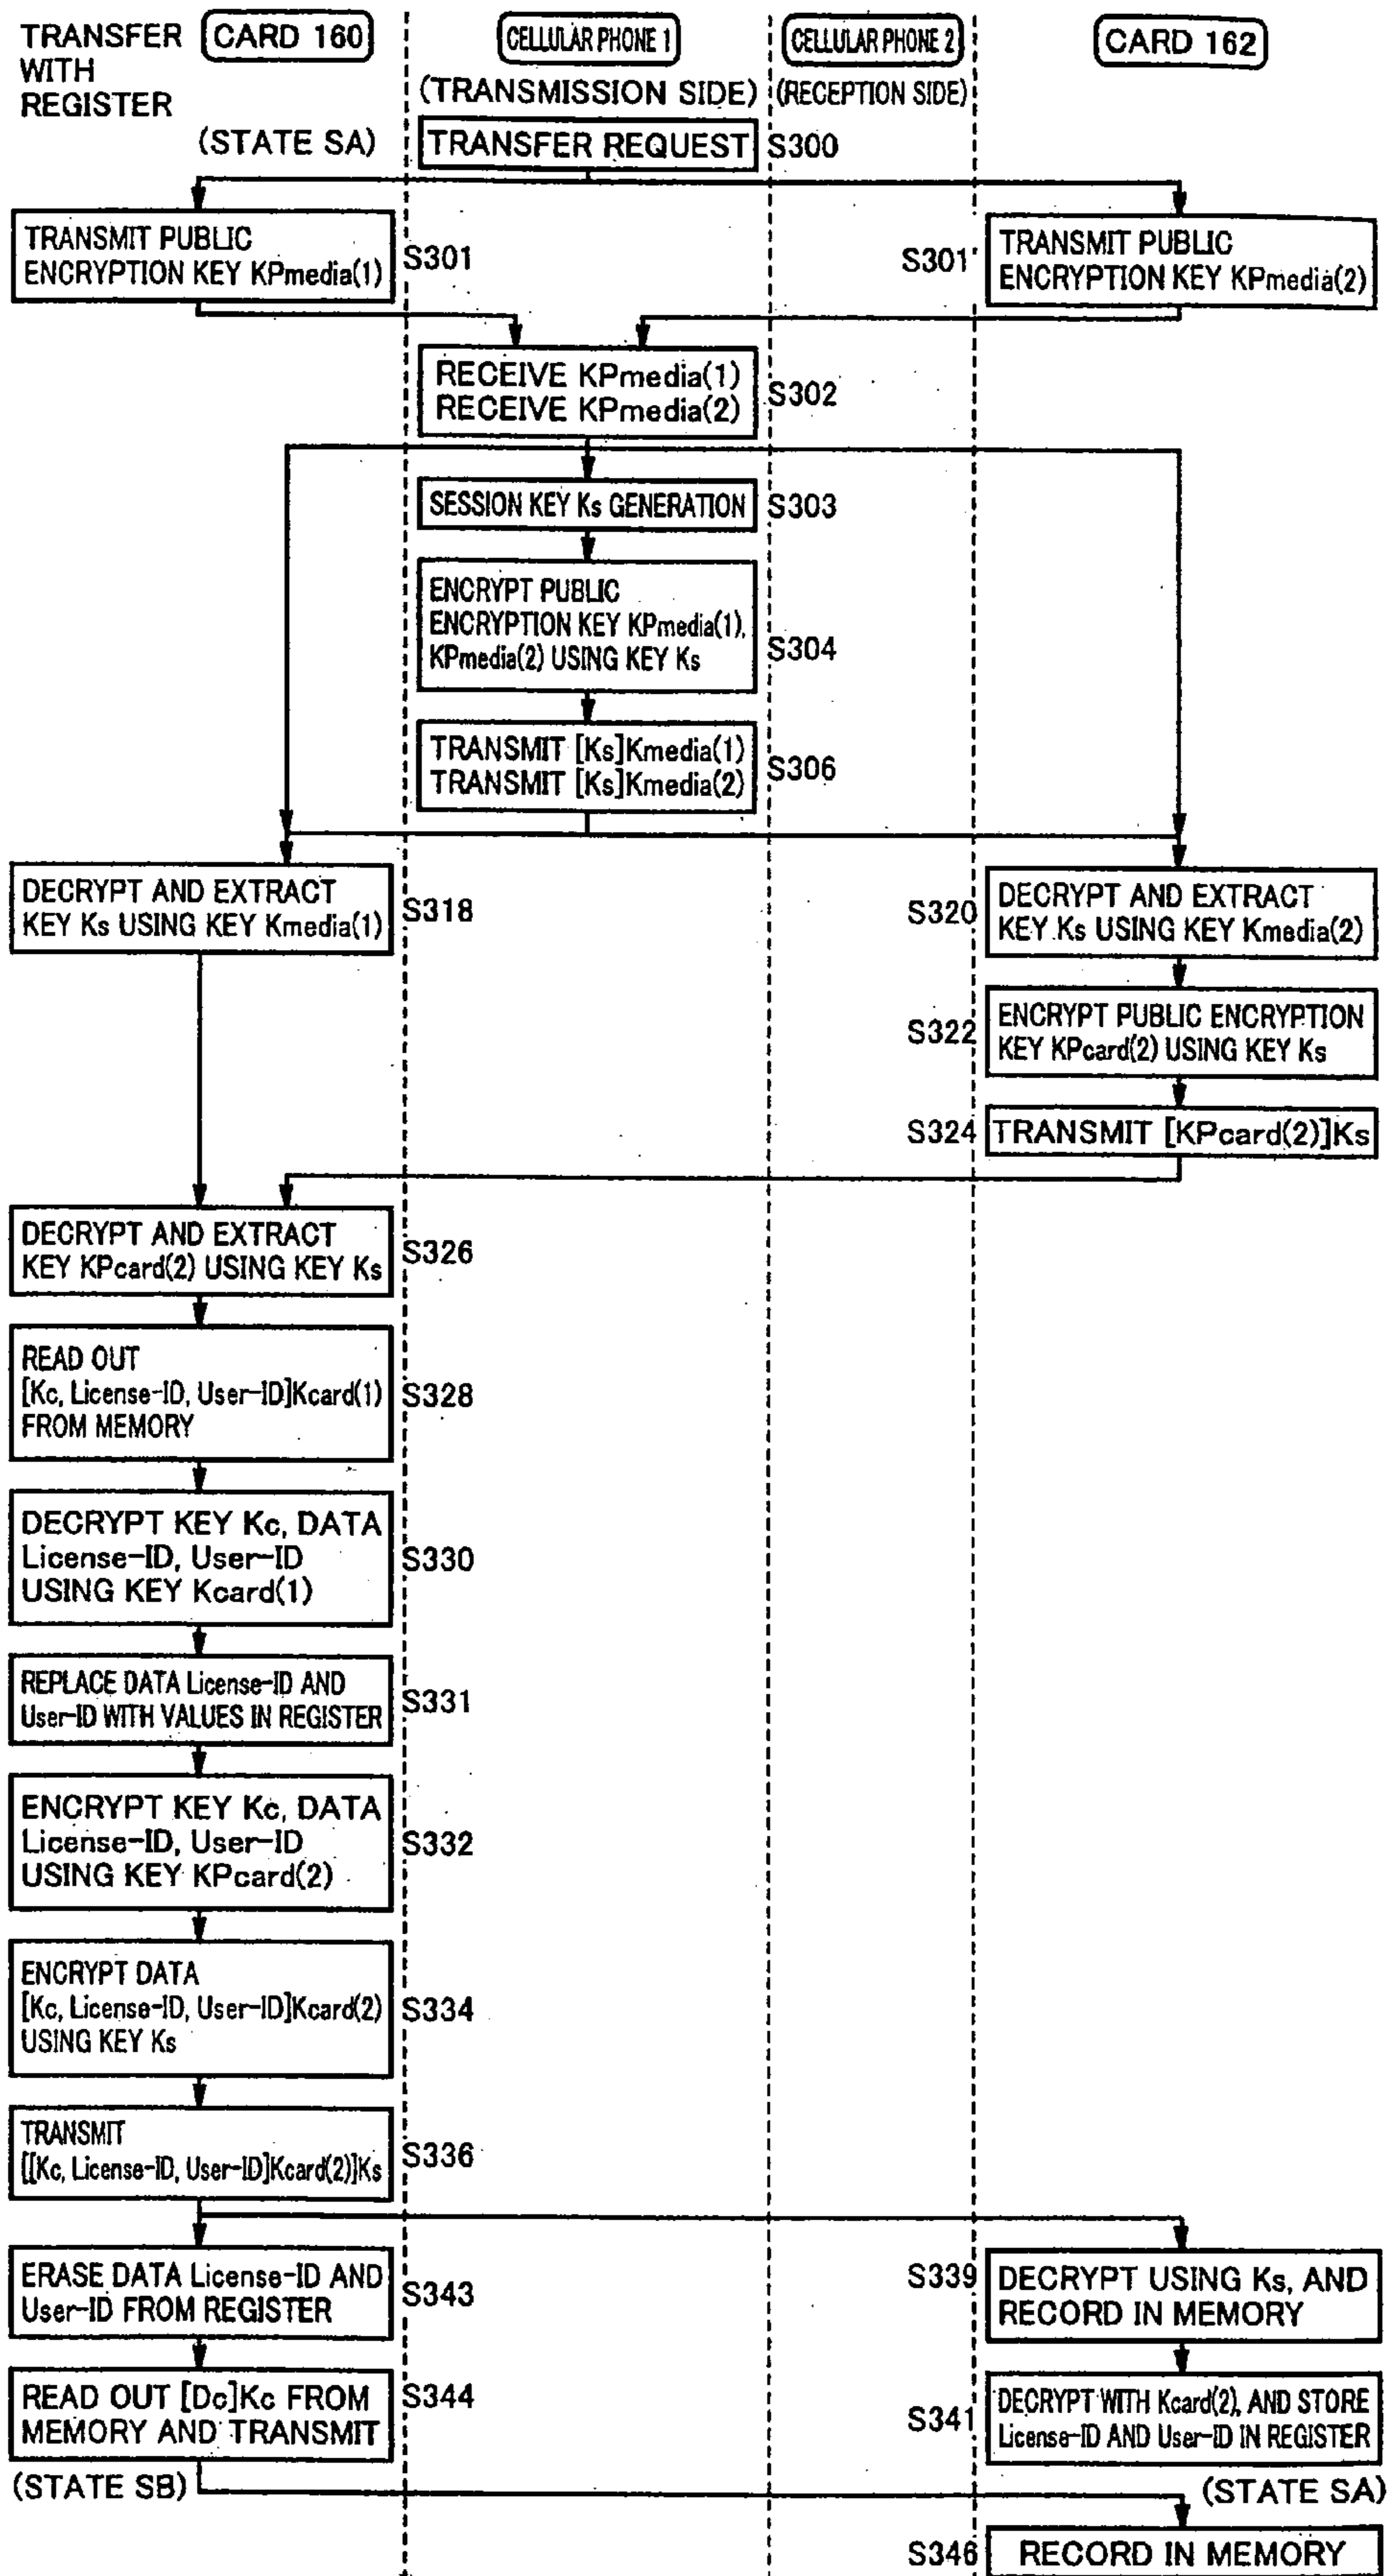 TRANSFER
WITH
REGISTER
CARD 160
CELLULAR PHONE 1
CELLULAR PHONE 2
CARD 162
(TRANSMISSION SIDE)
(RECEPTION SIDE)
(STATE SA)
TRANSFER REQUEST
S300
TRANSMIT PUBLIC
ENCRYPTION KEY KPmedia(1)
S301
S301'
TRANSMIT PUBLIC
ENCRYPTION KEY KPmedia(2)
RECEIVE KPmedia(1)
RECEIVE KPmedia(2)
S302
SESSION KEY Ks GENERATION
S303
ENCRYPT PUBLIC
ENCRYPTION KEY KPmedia(1),
KPmedia(2) USING KEY Ks
S304
TRANSMIT [Ks]Kmedia(1)
TRANSMIT [Ks]Kmedia(2)
S306
DECRYPT AND EXTRACT
KEY Ks USING KEY Kmedia(1)
S318
S320
DECRYPT AND EXTRACT
KEY Ks USING KEY Kmedia(2)
S322
ENCRYPT PUBLIC ENCRYPTION
KEY KPcard(2) USING KEY Ks
S324
TRANSMIT [KPcard(2)]Ks
DECRYPT AND EXTRACT
KEY KPcard(2) USING KEY Ks
S326
READ OUT
[Kc, License-ID, User-ID]Kcard(1)
FROM MEMORY
S328
DECRYPT KEY Kc, DATA
License-ID, User-ID
USING KEY Kcard(1)
S330
REPLACE DATA License-ID AND
User-ID WITH VALUES IN REGISTER
S331
ENCRYPT KEY Kc, DATA
License-ID, User-ID
USING KEY KPcard(2)
S332
ENCRYPT DATA
[Kc, License-ID, User-ID]Kcard(2)
USING KEY Ks
S334
TRANSMIT
[[Kc, License-ID, User-ID]Kcard(2)]Ks
S336
ERASE DATA License-ID AND
User-ID FROM REGISTER
S343
S339
DECRYPT USING Ks, AND
RECORD IN MEMORY
READ OUT [Dc]Kc FROM
MEMORY AND TRANSMIT
S344
S341
DECRYPT WITH Kcard(2), AND STORE
License-ID AND User-ID IN REGISTER
(STATE SB)
(STATE SA)
S346
RECORD IN MEMORY